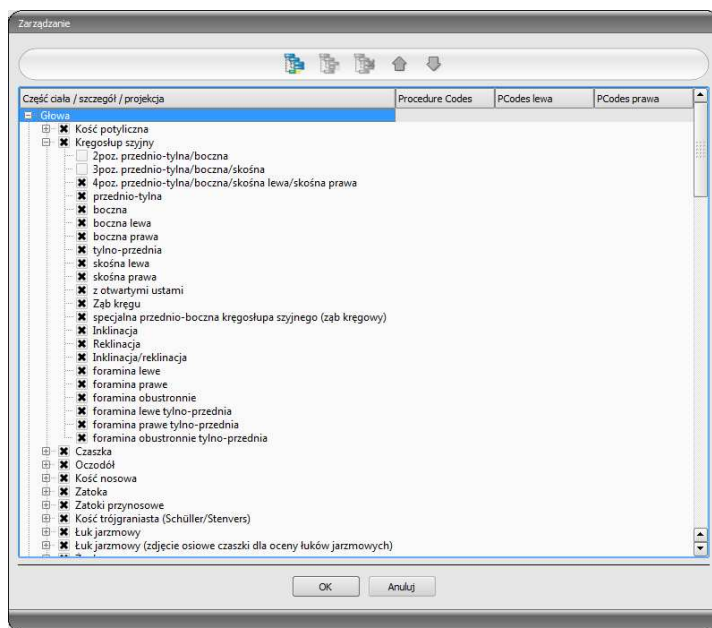 Zarządzanie
Część ciała / szczegół / projekcja Procedure Codes PCodes lewa PCodes prawa
Głowa
Kość potyliczna
Kręgosłup szyjny
2poz. przednio-tylna/boczna
3poz. przednio-tylna/boczna/skośna
4poz. przednio-tylna/boczna/skośna lewa/skośna prawa
przednio-tylna
boczna
boczna lewa
boczna prawa
tylno-przednia
skośna lewa
skośna prawa
z otwartymi ustami
Ząb kręgu
specjalna przednio-boczna kręgosłupa szyjnego (ząb kręgowy)
Inklinacja
Reklinacja
Inklinacja/reklinacja
foramina lewe
foramina prawe
foramina obustronnie
foramina lewe tylno-przednia
foramina prawe tylno-przednia
foramina obustronnie tylno-przednia
Czaszka
Oczodół
Kość nosowa
Zatoka
Zatoki przynosowe
Kość trójgraniasta (Schüller/Stenvers)
Łuk jarzmowy
Łuk jarzmowy (zdjęcie osiowe czaszki dla oceny łuków jarzmowych)
OK Anuluj